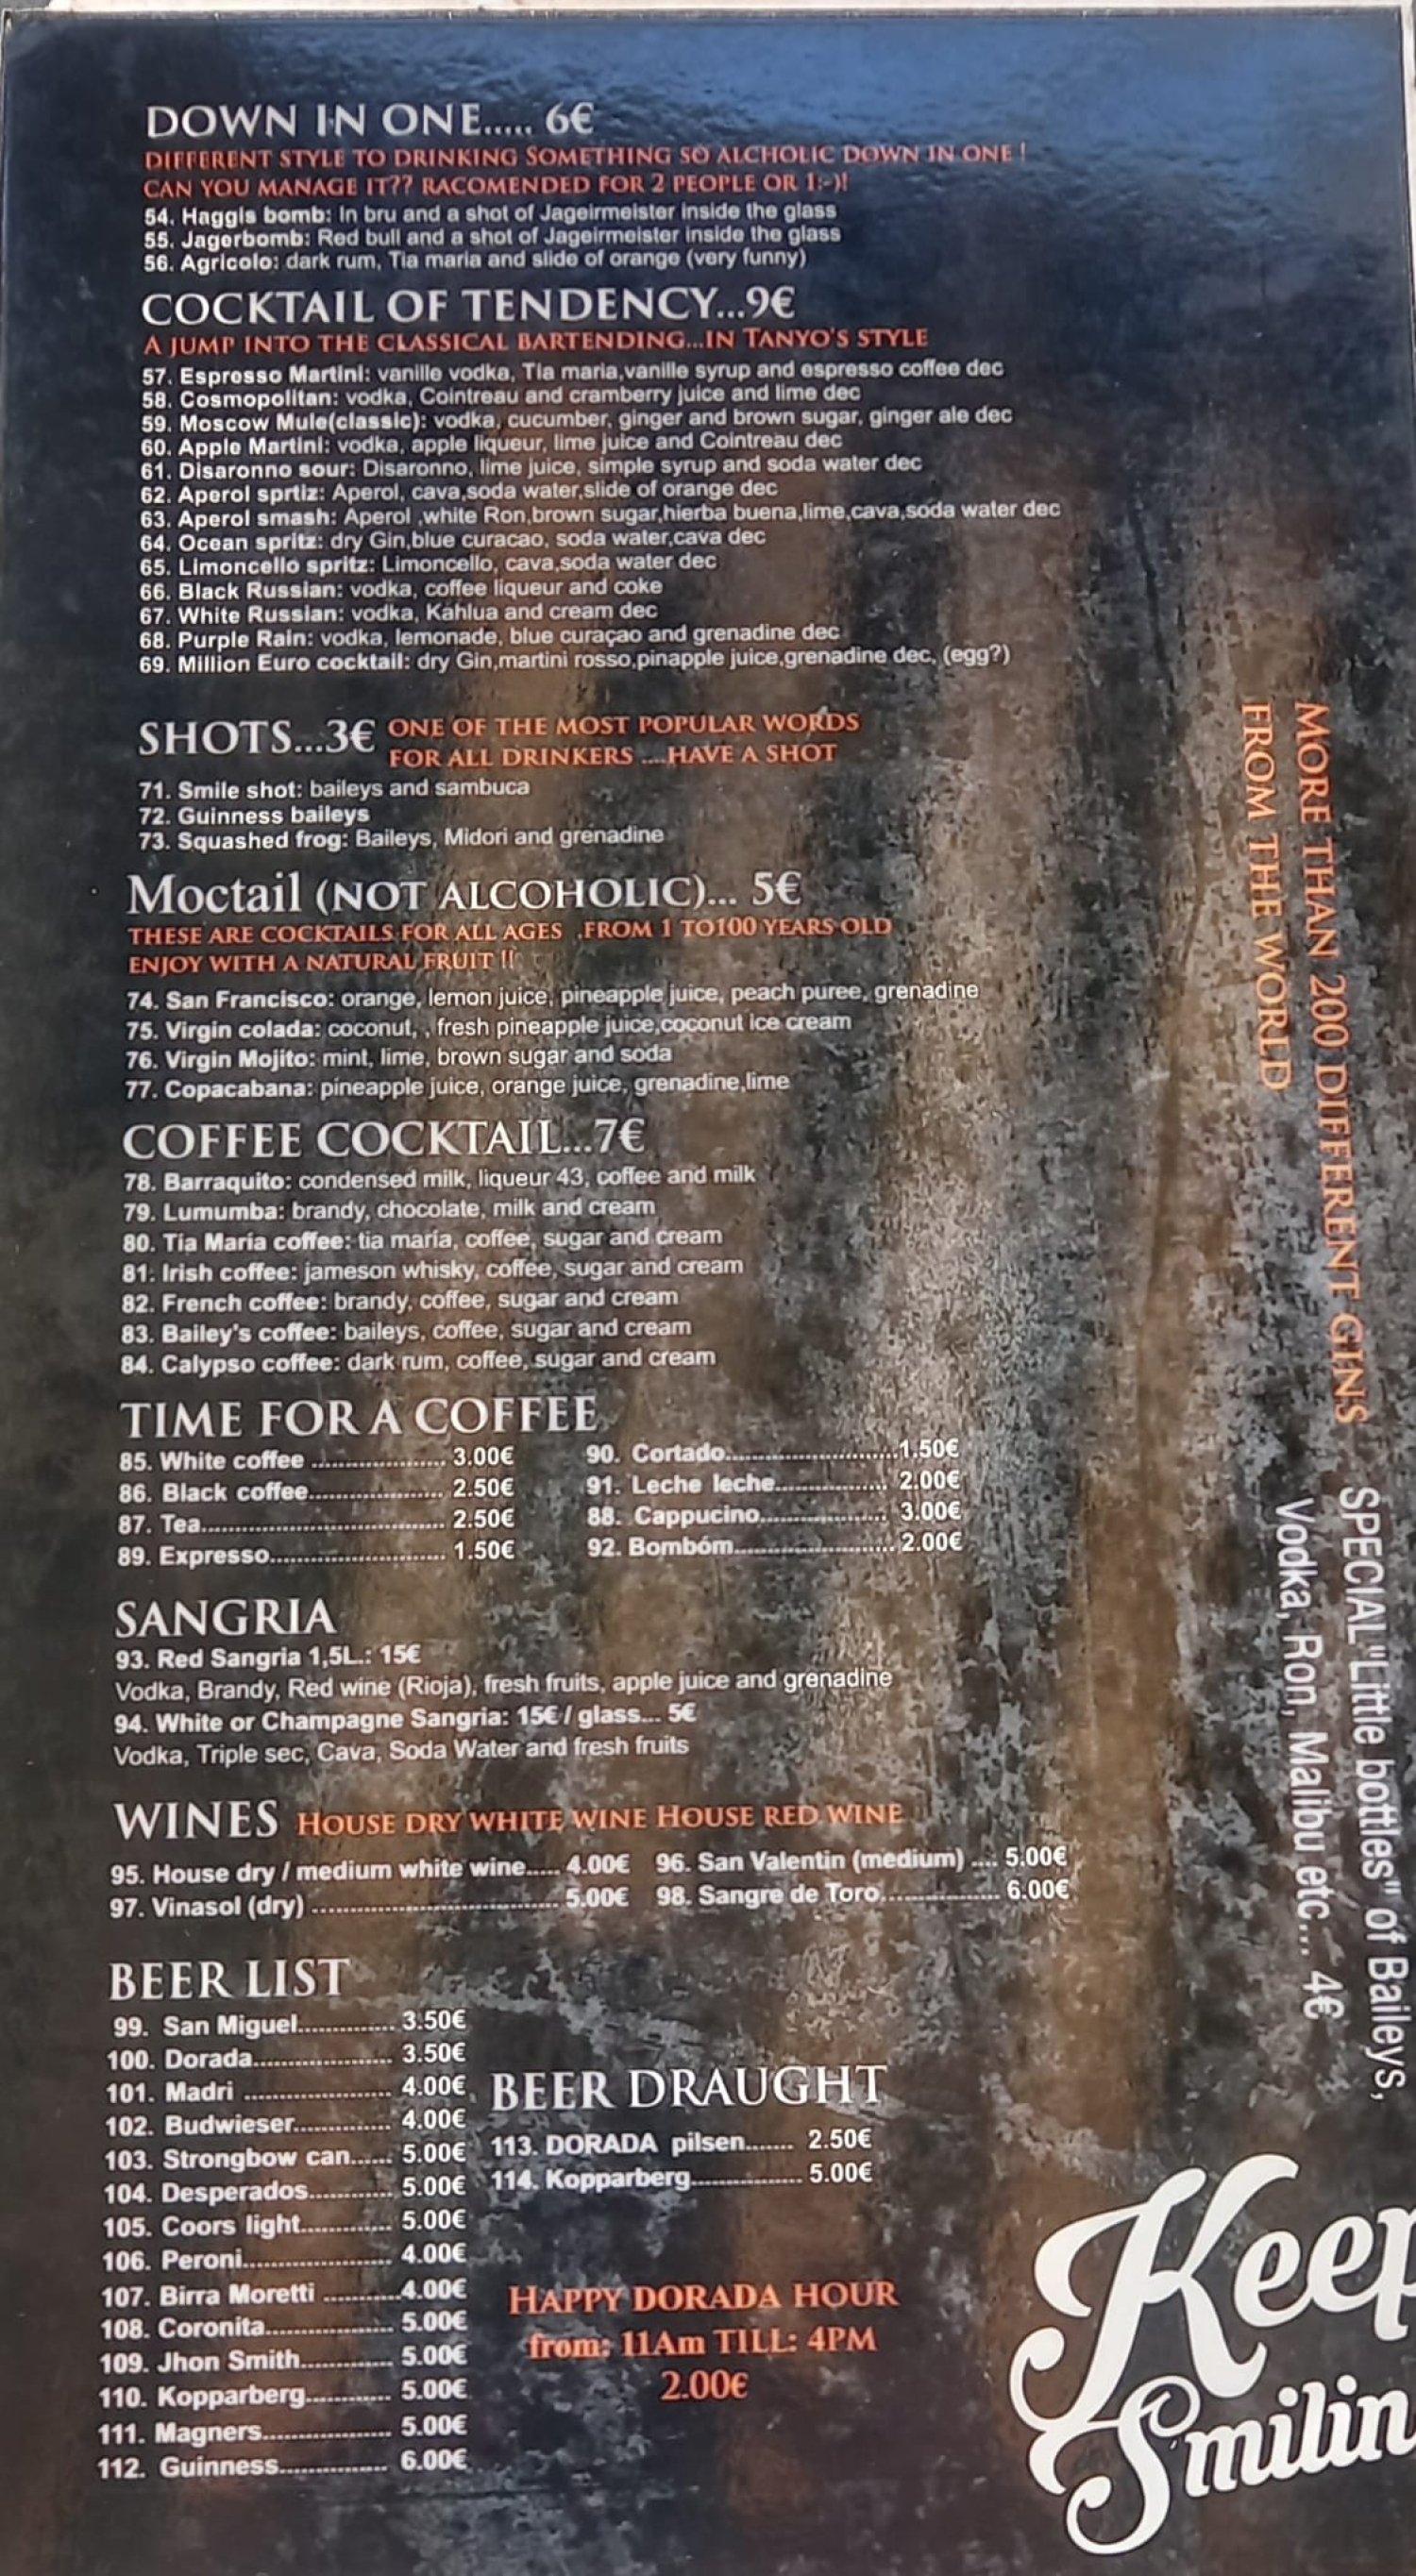 DOWN IN ONE..... 6€
DIFFERENT STYLE TO DRINKING SOMETHING SO ALCHOLIC DOWN IN ONE !
CAN YOU MANAGE IT?? RACOMENDED FOR 2 PEOPLE OR 1:-)!
54. Haggis bomb: In bru and a shot of Jageirmeister inside the glass
55. Jagerbomb: Red bull and a shot of Jageirmeister inside the glass
56. Agricolo: dark rum, Tia maria and slide of orange (very funny)
COCKTAIL OF TENDENCY...9€
A JUMP INTO THE CLASSICAL BARTENDING...IN TANYO'S STYLE
57. Espresso Martini: vanille vodka, Tia maria,vanille syrup and espresso coffee dec
58. Cosmopolitan: vodka, Cointreau and cramberry juice and lime dec
59. Moscow Mule(classic): vodka, cucumber, ginger and brown sugar, ginger ale dec
60. Apple Martini: vodka, apple liqueur, lime juice and Cointreau dec
61. Disaronno sour: Disaronno, lime juice, simple syrup and soda water dec
62. Aperol sprtiz: Aperol, cava,soda water,slide of orange dec
63. Aperol smash: Aperol ,white Ron,brown sugar,hierba buena,lime,cava,soda water dec
64. Ocean spritz: dry Gin,blue curacao, soda water,cava dec
65. Limoncello spritz: Limoncello, cava,soda water dec
66. Black Russian: vodka, coffee liqueur and coke
67. White Russian: vodka, Kahlua and cream dec
68. Purple Rain: vodka, lemonade, blue curaçao and grenadine dec
69. Million Euro cocktail: dry Gin,martini rosso,pinapple juice,grenadine dec, (egg?)
SHOTS...3€ ONE OF THE MOST POPULAR WORDS
FOR ALL DRINKERS ....HAVE A SHOT
71. Smile shot: baileys and sambuca
72. Guinness baileys
73. Squashed frog: Baileys, Midori and grenadine
Moctail (NOT ALCOHOLIC)... 5€
THESE ARE COCKTAILS FOR ALL AGES ,FROM 1 TO100 YEARS OLD
ENJOY WITH A NATURAL FRUIT !!
74. San Francisco: orange, lemon juice, pineapple juice, peach puree, grenadine
75. Virgin colada: coconut, , fresh pineapple juice,coconut ice cream
76. Virgin Mojito: mint, lime, brown sugar and soda
77. Copacabana: pineapple juice, orange juice, grenadine,lime
COFFEE COCKTAIL...7€
78. Barraquito: condensed milk, liqueur 43, coffee and milk
79. Lumumba: brandy, chocolate, milk and cream
80. Tía María coffee: tia maría, coffee, sugar and cream
81. Irish coffee: jameson whisky, coffee, sugar and cream
82. French coffee: brandy, coffee, sugar and cream
83. Bailey's coffee: baileys, coffee, sugar and cream
84. Calypso coffee: dark rum, coffee, sugar and cream
TIME FOR A COFFEE
85. White coffee .................... 3.00€ 90. Cortado..........................1.50€
86. Black coffee.................... 2.50€ 91. Leche leche................ 2.00€
87. Tea.................................... 2.50€ 88. Cappucino.................. 3.00€
89. Expresso.......................... 1.50€ 92. Bombóm........................2.00€
SANGRIA
93. Red Sangria 1,5L.: 15€
Vodka, Brandy, Red wine (Rioja), fresh fruits, apple juice and grenadine
94. White or Champagne Sangria: 15€ / glass... 5€
Vodka, Triple sec, Cava, Soda Water and fresh fruits
WINES HOUSE DRY WHITE WINE HOUSE RED WINE
95. House dry / medium white wine..... 4.00€ 96. San Valentin (medium) .... 5.00€
97. Vinasol (dry) .................................... 5.00€ 98. Sangre de Toro................. 6.00€
BEER LIST
99. San Miguel.............. 3.50€
100. Dorada.................... 3.50€
101. Madri ..................... 4.00€
102. Budwieser.............. 4.00€
103. Strongbow can...... 5.00€
104. Desperados............ 5.00€
105. Coors light............. 5.00€
106. Peroni...................... 4.00€
107. Birra Moretti ...........4.00€
108. Coronita................... 5.00€
109. Jhon Smith............. 5.00€
110. Kopparberg............ 5.00€
111. Magners................... 5.00€
112. Guinness................ 6.00€
BEER DRAUGHT
113. DORADA pilsen....... 2.50€
114. Kopparberg................ 5.00€
HAPPY DORADA HOUR
from: 11Am TILL: 4PM
2.00€
MORE THAN 200 DIFFERENT GINS
FROM THE WORLD
SPECIAL"Little bottles" of Baileys,
Vodka, Ron, Malibu etc... 4€
Keep
Smilin